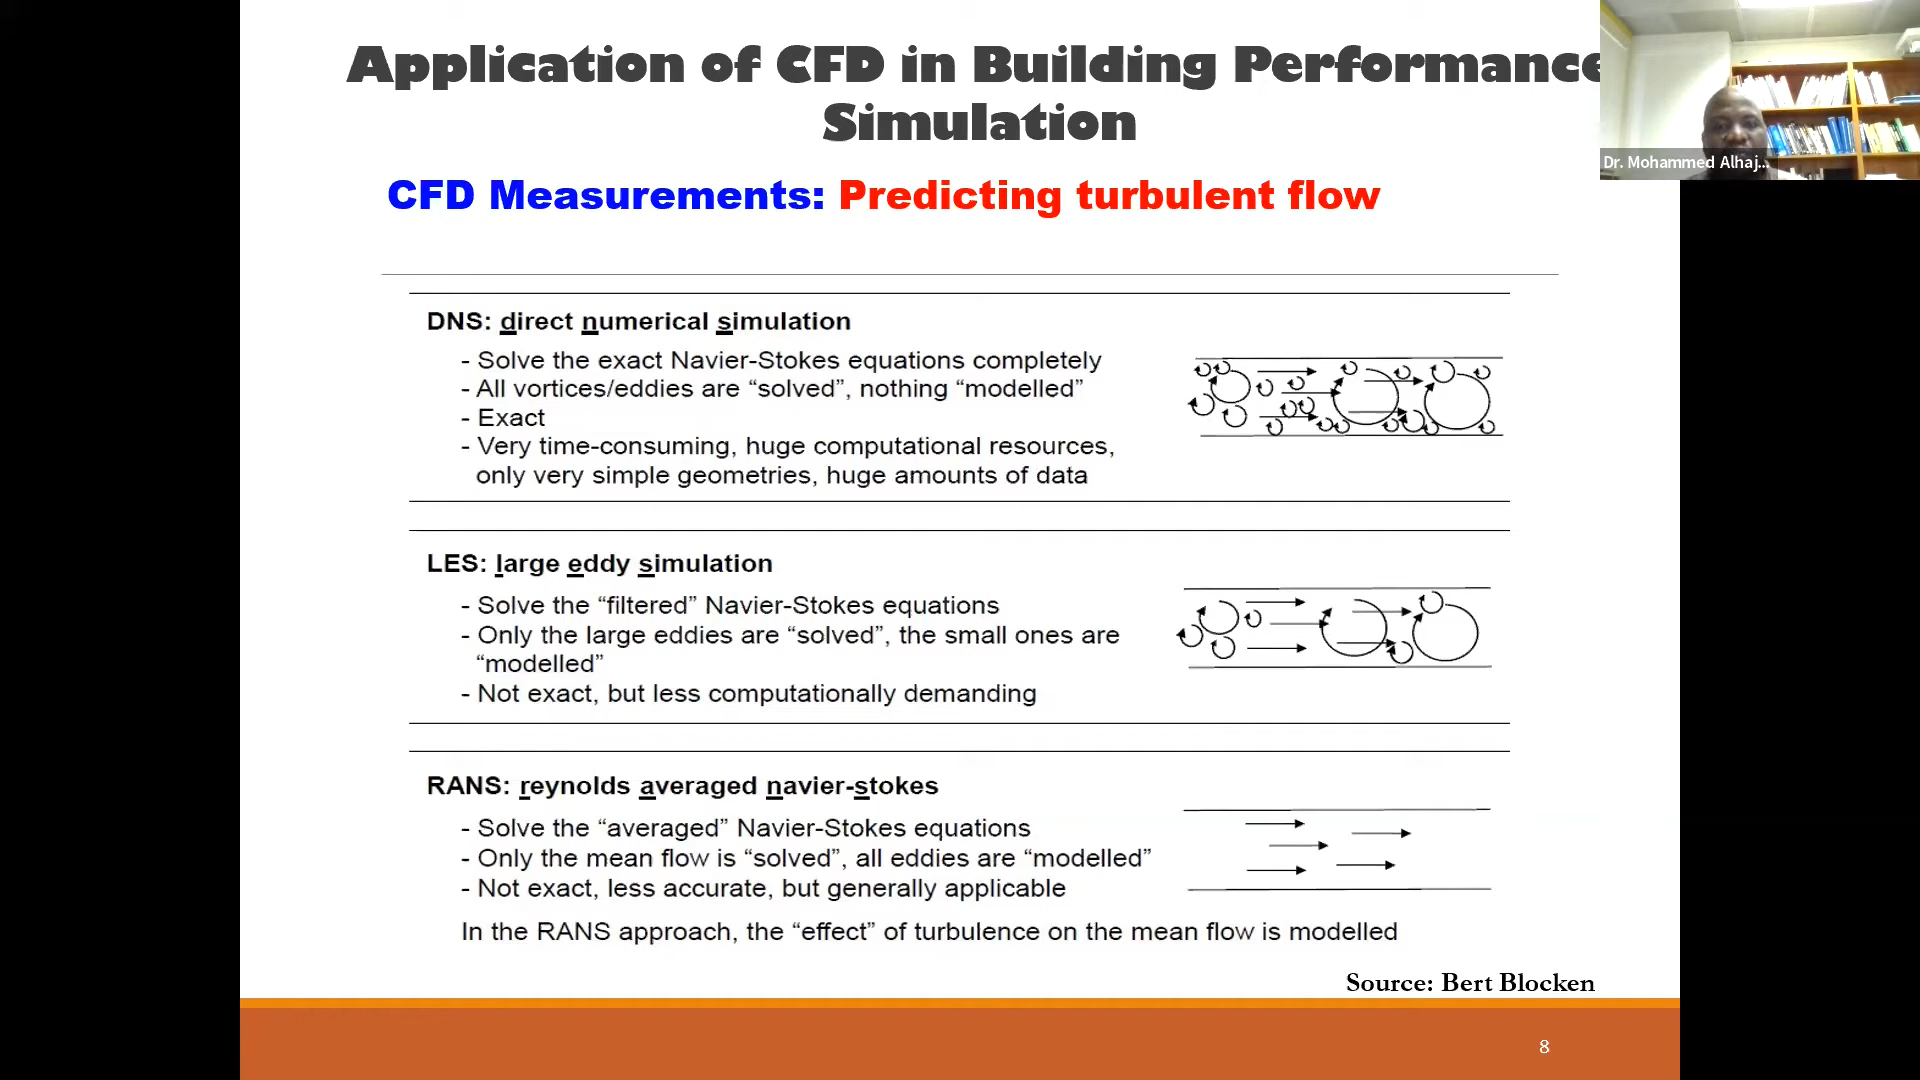 Application of CFD in Building Performance
Simulation
Dr. Mohammed Alhaj...
CFD Measurements: Predicting turbulent flow
DNS: direct numerical simulation
- Solve the exact Navier-Stokes equations completely
- All vortices/eddies are “solved”, nothing “modelled”
- Exact
- Very time-consuming, huge computational resources,
only very simple geometries, huge amounts of data
LES: large eddy simulation
- Solve the “filtered” Navier-Stokes equations
- Only the large eddies are “solved”, the small ones are
“modelled”
- Not exact, but less computationally demanding
RANS: reynolds averaged navier-stokes
- Solve the “averaged” Navier-Stokes equations
- Only the mean flow is “solved”, all eddies are “modelled”
- Not exact, less accurate, but generally applicable
In the RANS approach, the “effect” of turbulence on the mean flow is modelled
Source: Bert Blocken
8